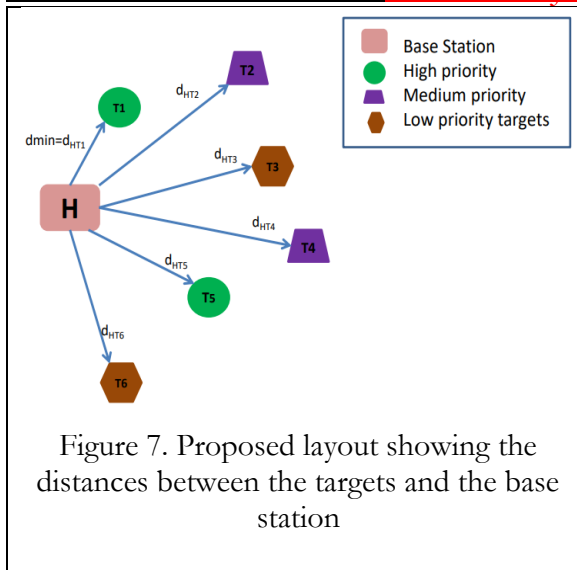 Base Station
High priority
Medium priority
Low priority targets
T2
dHT2
T1
dmin=dHT1
dHT3
T3
H
dHT4
T4
dHT5
T5
dHT6
T6
Figure 7. Proposed layout showing the
distances between the targets and the base
station